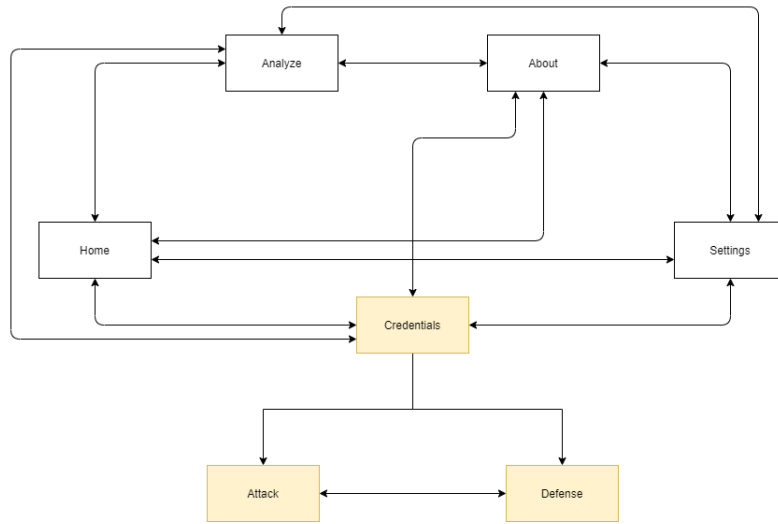 Analyze
About
Home
Settings
Credentials
Attack
Defense